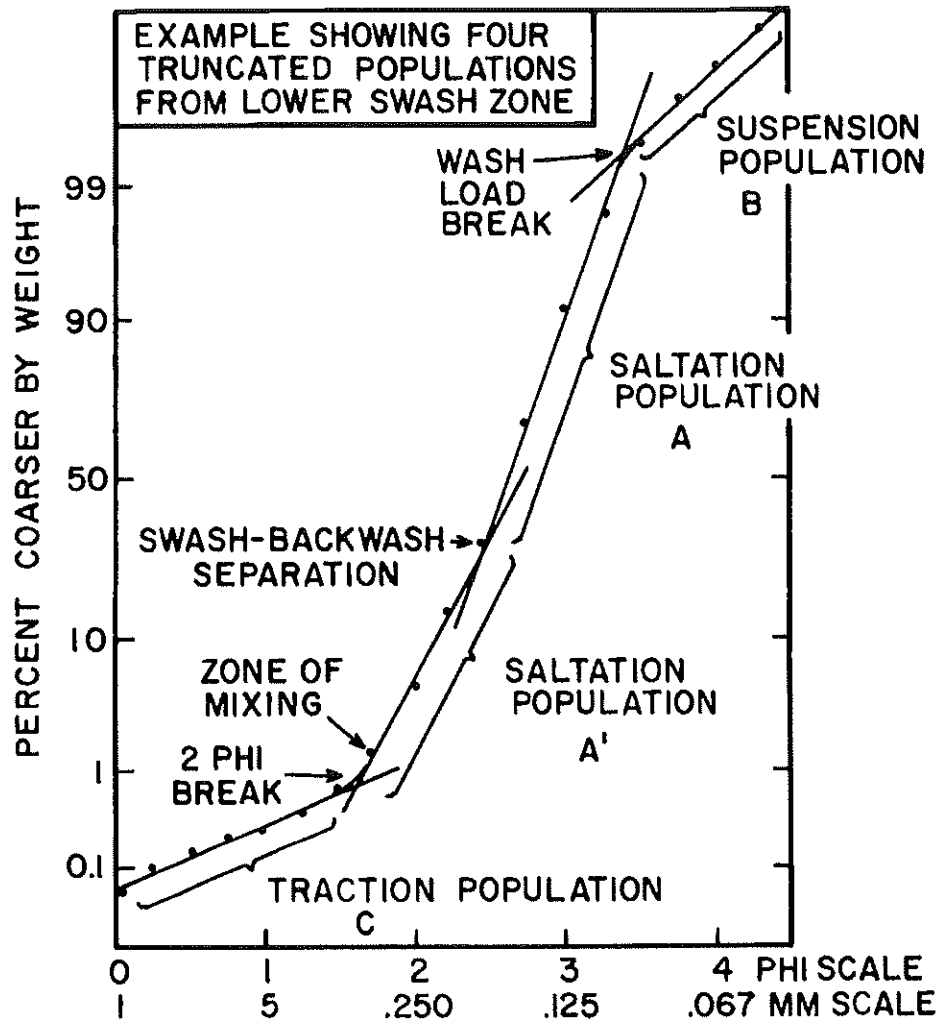 EXAMPLE SHOWING FOUR
TRUNCATED POPULATIONS
FROM LOWER SWASH ZONE
WASH
LOAD
BREAK
SUSPENSION
POPULATION
B
SALTATION
POPULATION
A
SWASH-BACKWASH
SEPARATION
ZONE OF
MIXING
SALTATION
POPULATION
A'
2 PHI
BREAK
TRACTION POPULATION
C
PERCENT COARSER BY WEIGHT
99
90
50
10
1
0.1
0 1 2 3 4 PHI SCALE
1 5 .250 .125 .067 MM SCALE